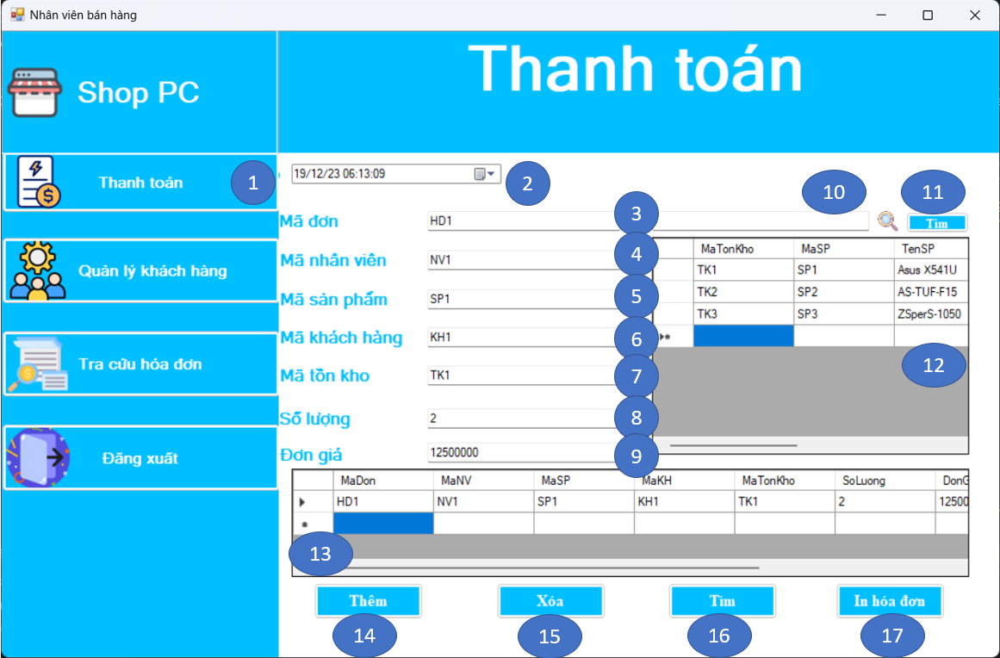 Nhân viên bán hàng
Shop PC
Thanh toán
Thanh toán
1
19/12/23 06:13:09
2
10
11
Mã đơn
HD1
3
Tìm
Mã nhân viên
NV1
4
Mã sản phẩm
SP1
5
Mã khách hàng
KH1
6
Mã tồn kho
TK1
7
Số lượng
2
8
Đơn giá
12500000
9
MaTonKho MaSP TenSP
TK1 SP1 Asus X541U
TK2 SP2 AS-TUF-F15
TK3 SP3 ZSperS-1050
12
Quản lý khách hàng
Tra cứu hóa đơn
Đăng xuất
MaDon MaNV MaSP MaKH MaTonKho SoLuong DonG
HD1 NV1 SP1 KH1 TK1 2 12500
13
Thêm Xóa Tìm In hóa đơn
14 15 16 17